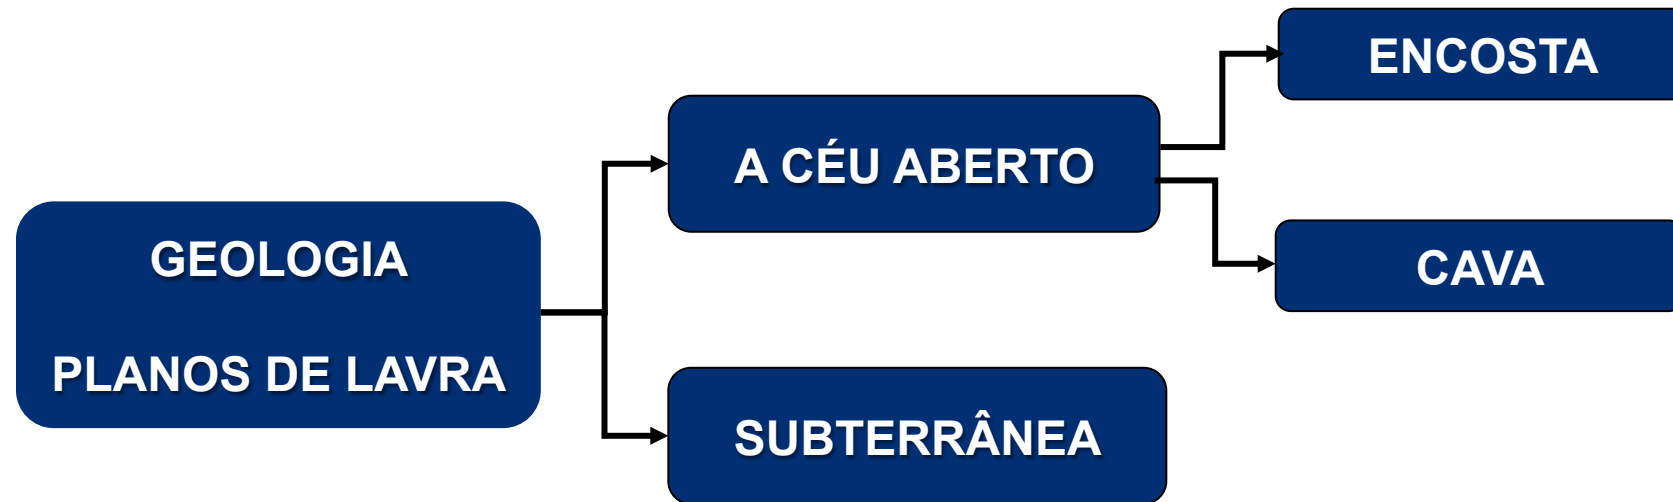 GEOLOGIA
PLANOS DE LAVRA
A CÉU ABERTO
SUBTERRÂNEA
ENCOSTA
CAVA